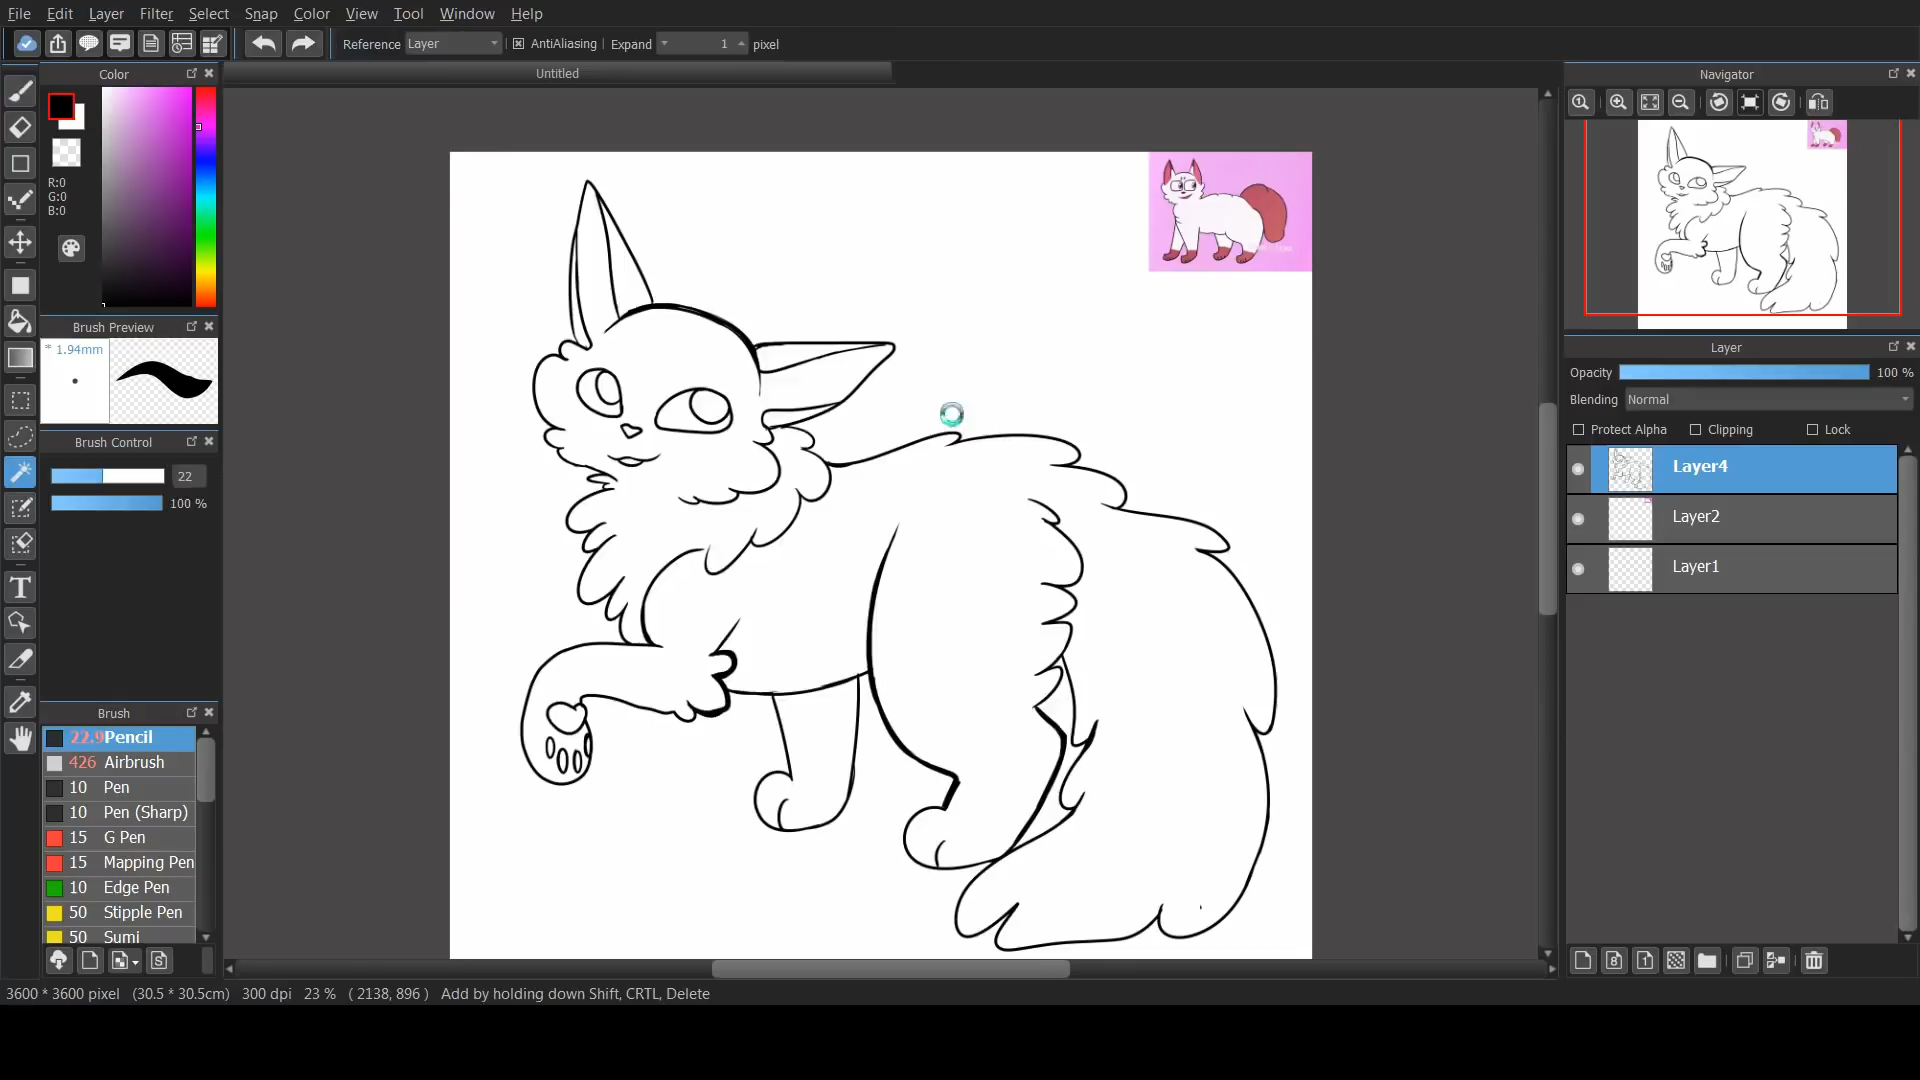 File Edit Layer Filter Select Snap Color View Tool Window Help
Reference Layer AntiAliasing Expand 1 pixel
Color
Untitled
Navigator
R:0
G:0
B:0
Brush Preview
* 1.94mm
Layer
Opacity 100 %
Blending Normal
Protect Alpha Clipping Lock
Brush Control
22
100 %
Layer4
Layer2
Layer1
Brush
22.9 Pencil
426 Airbrush
10 Pen
10 Pen (Sharp)
15 G Pen
15 Mapping Pen
10 Edge Pen
50 Stipple Pen
50 Sumi
3600 * 3600 pixel (30.5 * 30.5cm) 300 dpi 23 % ( 2138, 896 ) Add by holding down Shift, CRTL, Delete